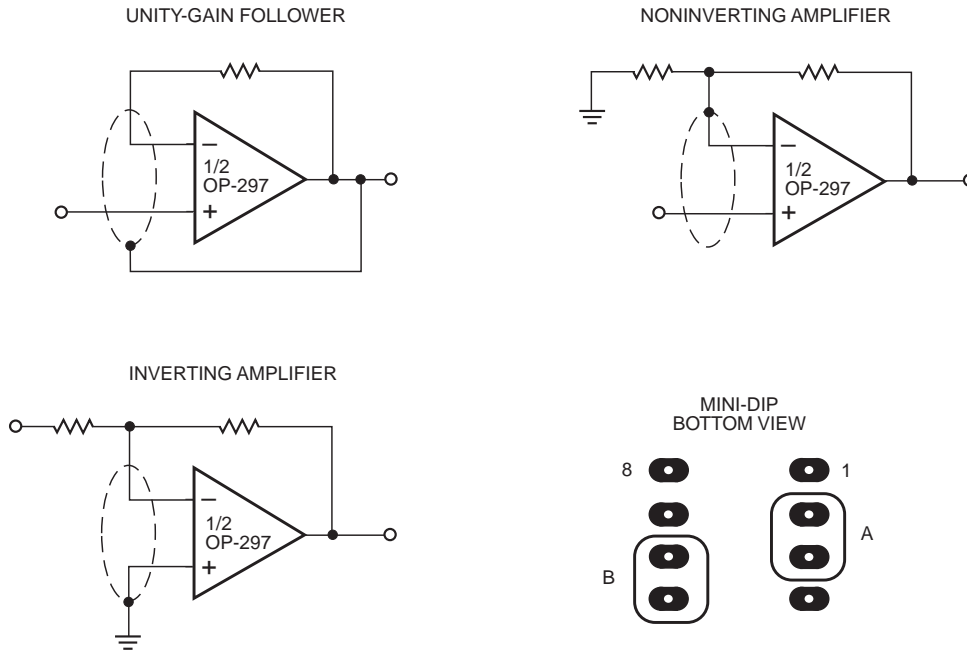 UNITY-GAIN FOLLOWER
−
1/2
OP-297
+
NONINVERTING AMPLIFIER
−
1/2
OP-297
+
INVERTING AMPLIFIER
−
1/2
OP-297
+
MINI-DIP
BOTTOM VIEW
8
1
A
B